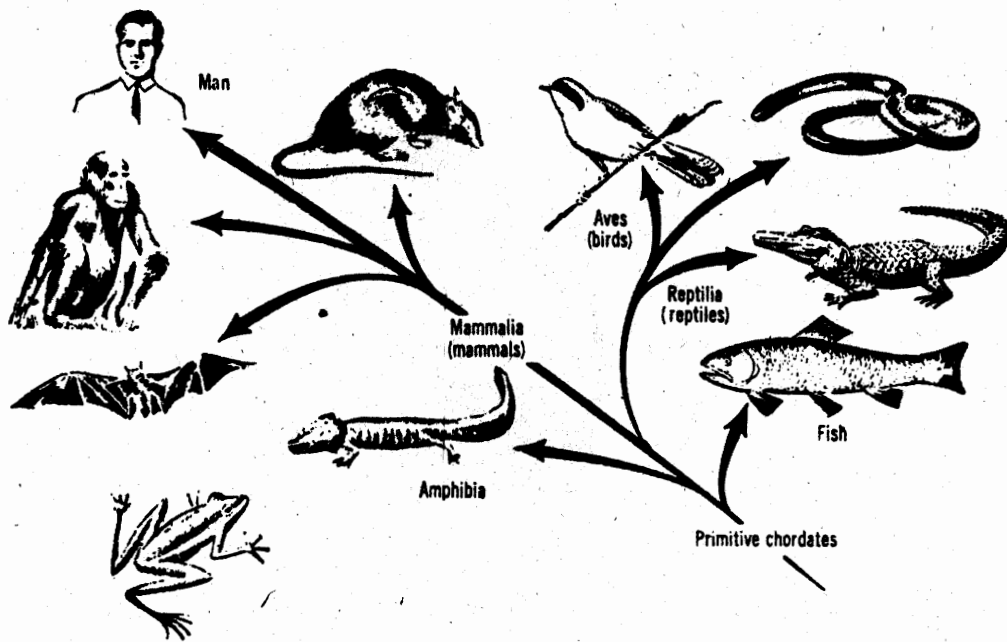 Man
Aves
(birds)
Reptilia
(reptiles)
Mammalia
(mammals)
Fish
Amphibia
Primitive chordates